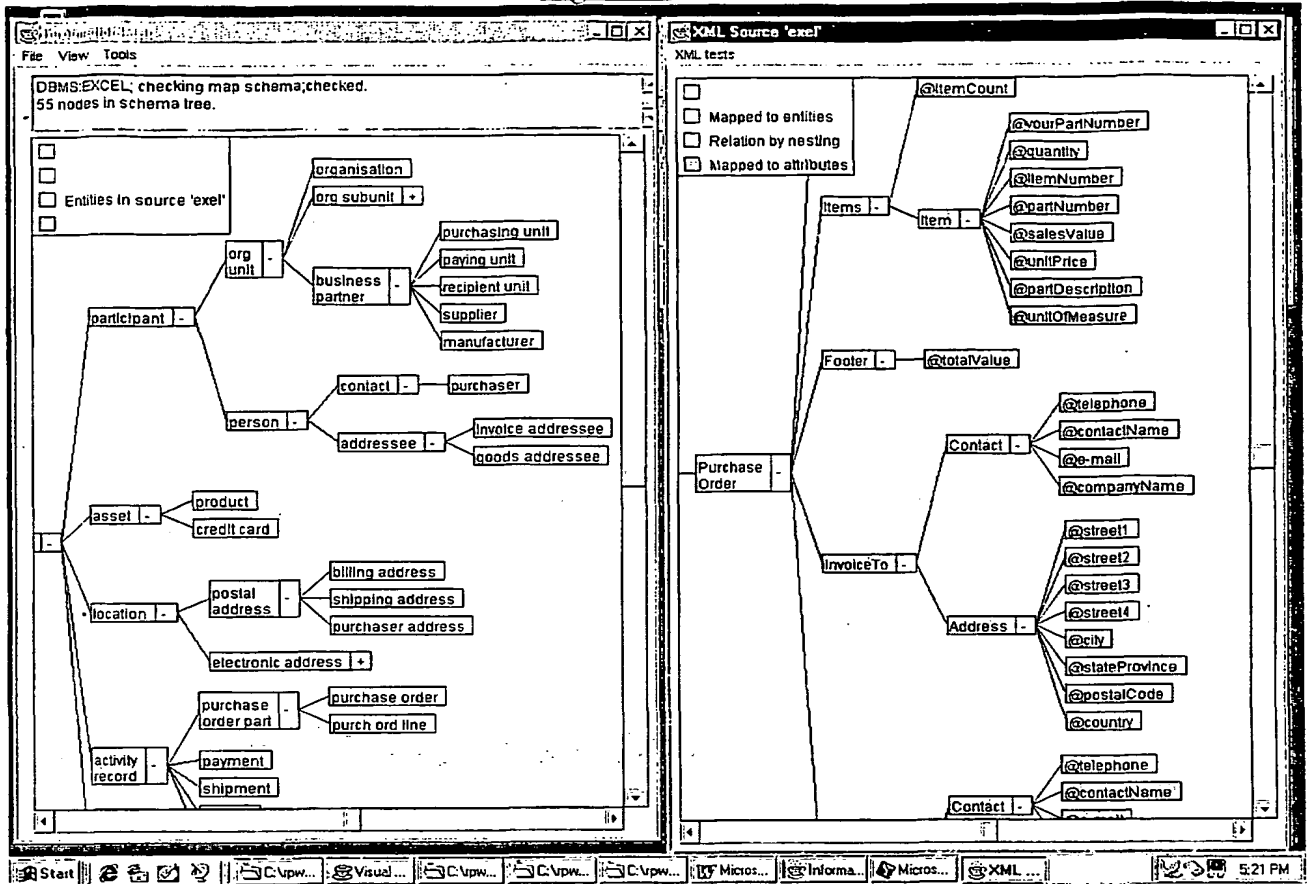 File View Tools
DBMS:EXCEL; checking map schema;checked.
55 nodes in schema tree.
Entities in source 'exel'
organisation
org subunit +
org
unit -
purchasing unit
paying unit
business
partner -
recipient unit
supplier
manufacturer
participant -
contact -
purchaser
person -
addressee -
invoice addressee
goods addressee
asset -
product
credit card
-
location -
postal
address -
billing address
shipping address
purchaser address
electronic address +
purchase
order part -
purchase order
purch ord line
activity
record -
payment
shipment
XML Source 'exel'
XML tests
Mapped to entities
Relation by nesting
Mapped to attributes
@itemCount
@yourPartNumber
@quantity
@itemNumber
Items -
Item -
@partNumber
@salesValue
@unitPrice
@partDescription
@unitOfMeasure
Footer -
@totalValue
Purchase
Order -
Contact -
@telephone
@contactName
@e-mail
@companyName
InvoiceTo -
Address -
@street1
@street2
@street3
@street4
@city
@stateProvince
@postalCode
@country
Contact -
@telephone
@contactName
Start C:\rpw... Visual ... C:\rpw... C:\rpw... C:\rpw... Micros... Informa... Micros... XML ... 5:21 PM